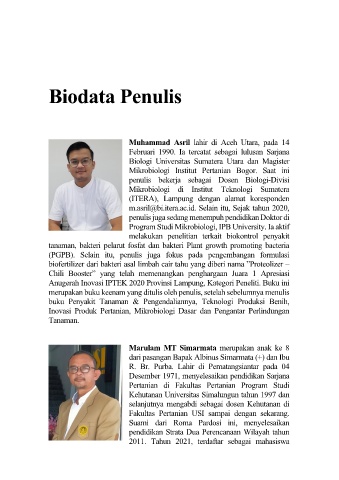 Biodata Penulis
Muhammad Asril lahir di Aceh Utara, pada 14
Februari 1990. Ia tercatat sebagai lulusan Sarjana
Biologi Universitas Sumatera Utara dan Magister
Mikrobiologi Institut Pertanian Bogor. Saat ini
penulis bekerja sebagai Dosen Biologi-Divisi
Mikrobiologi di Institut Teknologi Sumatera
(ITERA), Lampung dengan alamat koresponden
m.asril@bi.itera.ac.id. Selain itu, Sejak tahun 2020,
penulis juga sedang menempuh pendidikan Doktor di
Program Studi Mikrobiologi, IPB University. Ia aktif
melakukan penelitian terkait biokontrol penyakit
tanaman, bakteri pelarut fosfat dan bakteri Plant growth promoting bacteria
(PGPB). Selain itu, penulis juga fokus pada pengembangan formulasi
biofertilizer dari bakteri asal limbah cair tahu yang diberi nama "Proteolizer –
Chili Booster" yang telah memenangkan penghargaan Juara 1 Apresiasi
Anugerah Inovasi IPTEK 2020 Provinsi Lampung, Kategori Peneliti. Buku ini
merupakan buku keenam yang ditulis oleh penulis, setelah sebelumnya menulis
buku Penyakit Tanaman & Pengendaliannya, Teknologi Produksi Benih,
Inovasi Produk Pertanian, Mikrobiologi Dasar dan Pengantar Perlindungan
Tanaman.
Marulam MT Simarmata merupakan anak ke 8
dari pasangan Bapak Albinus Simarmata (+) dan Ibu
R. Br. Purba. Lahir di Pematangsiantar pada 04
Desember 1971, menyelesaikan pendidikan Sarjana
Pertanian di Fakultas Pertanian Program Studi
Kehutanan Universitas Simalungun tahun 1997 dan
selanjutnya mengabdi sebagai dosen Kehutanan di
Fakultas Pertanian USI sampai dengan sekarang.
Suami dari Roma Pardosi ini, menyelesaikan
pendidikan Strata Dua Perencanaan Wilayah tahun
2011. Tahun 2021, terdaftar sebagai mahasiswa